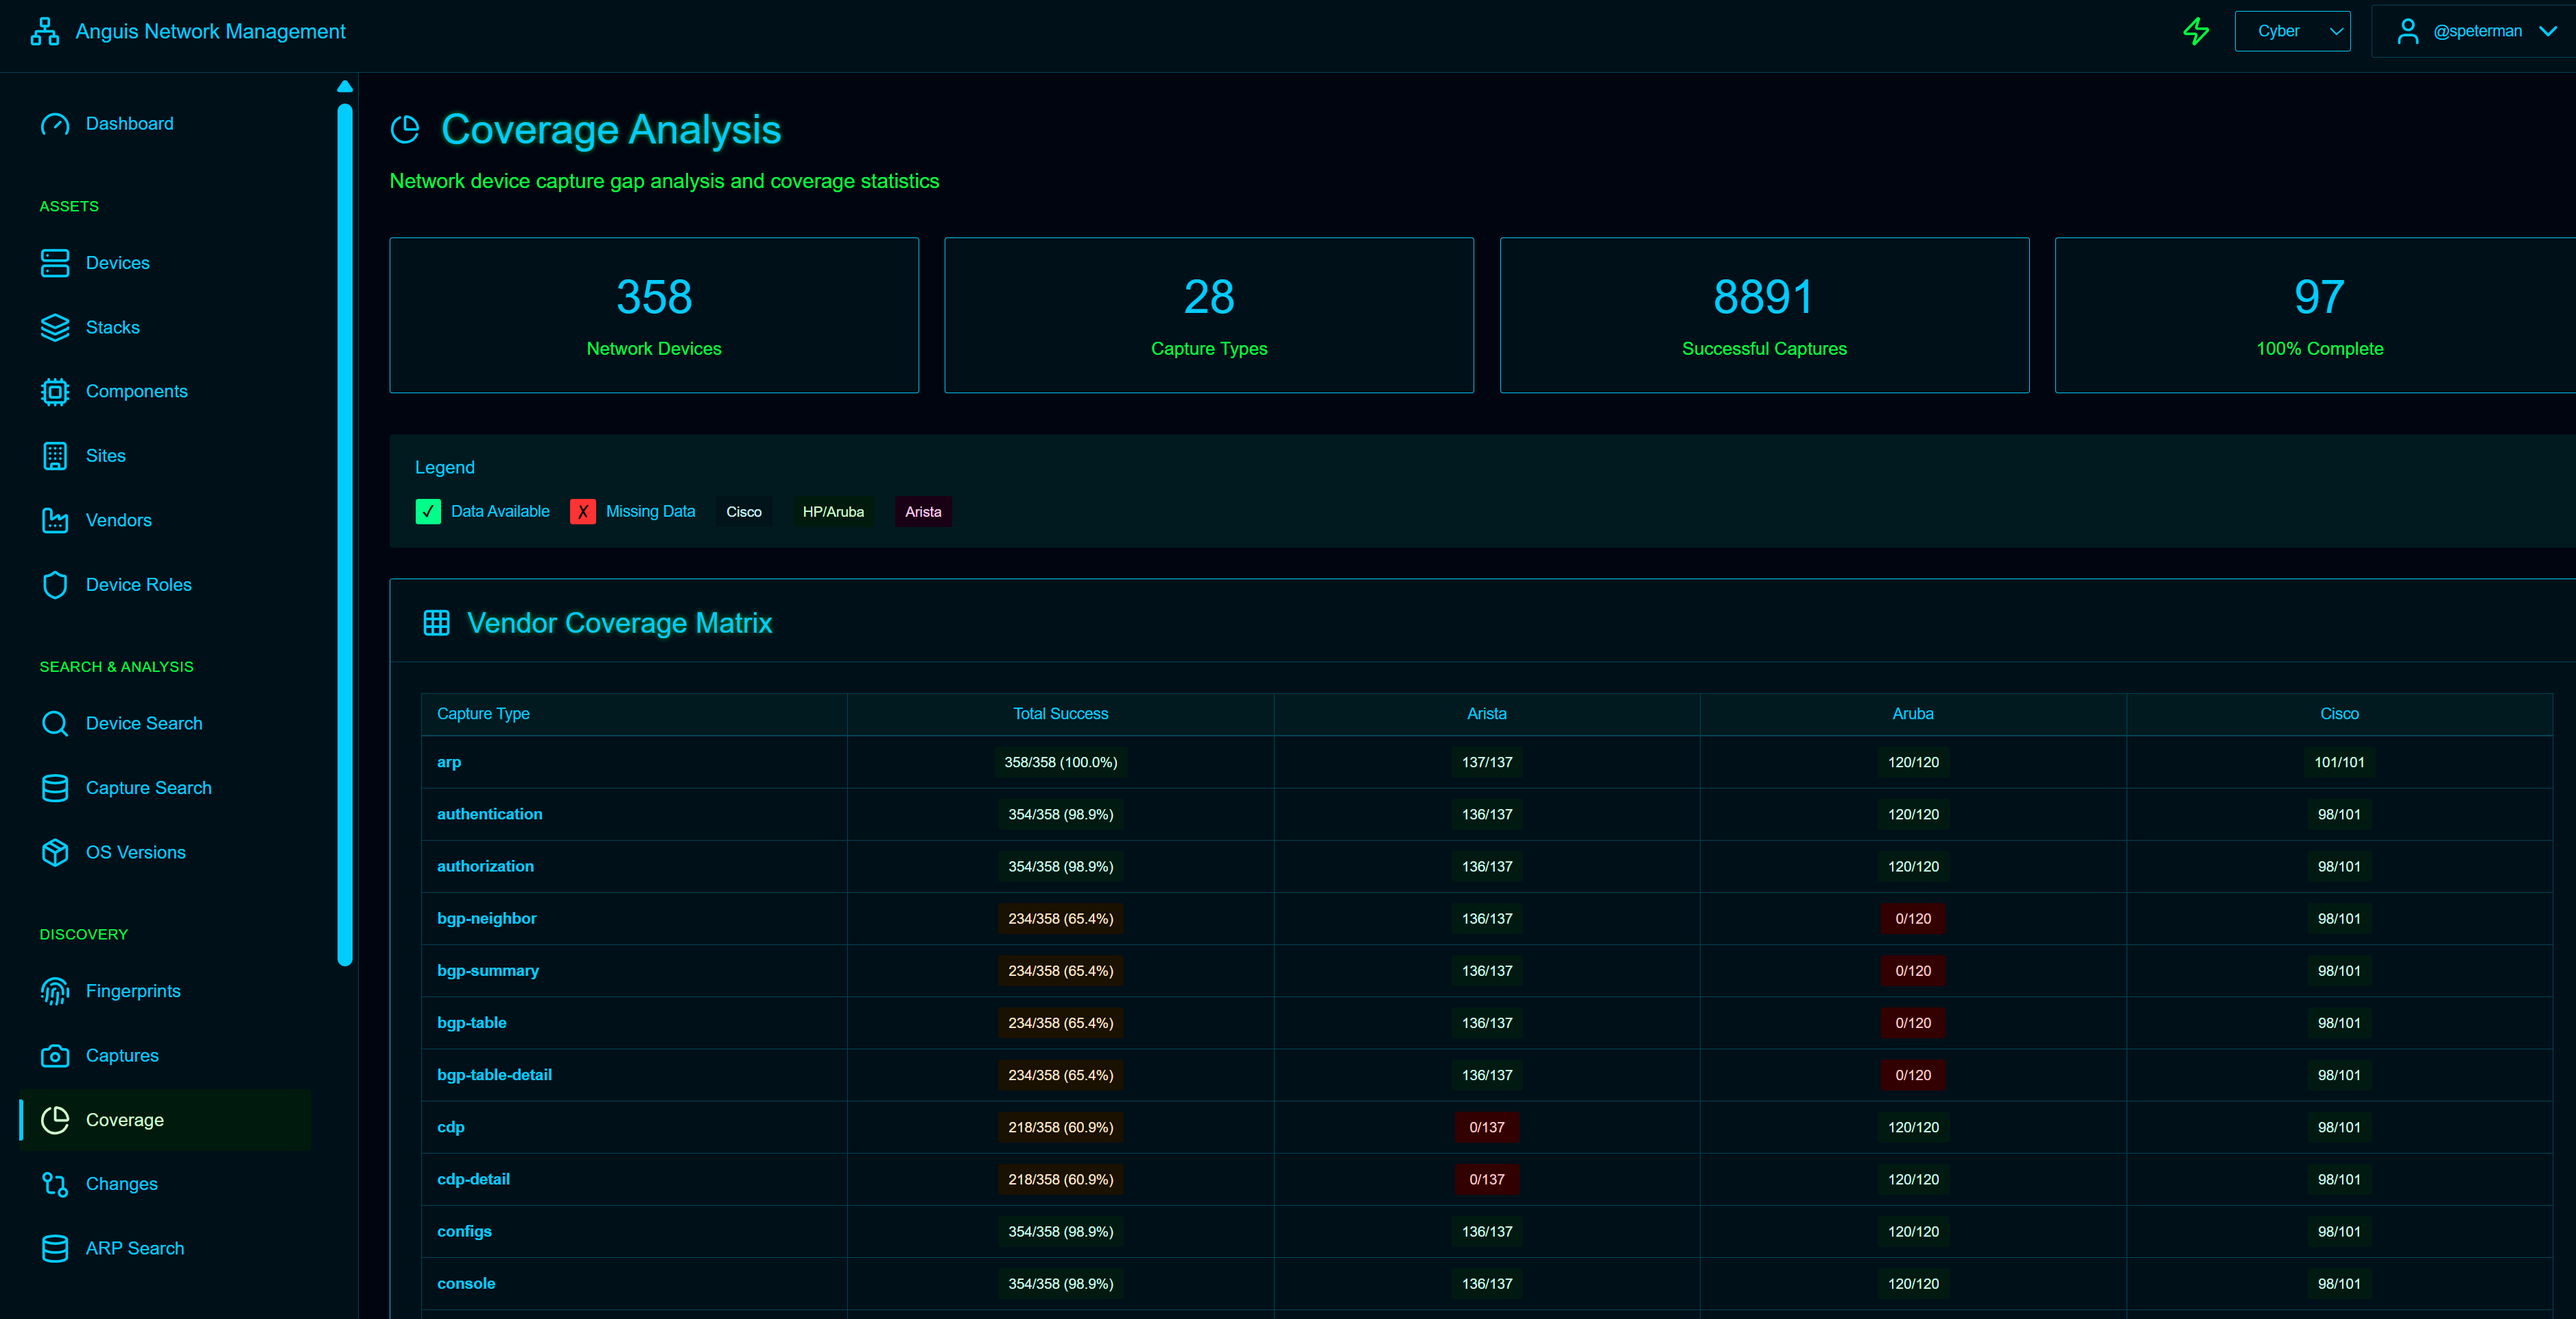 Anguis Network Management
Cyber
@speterman
Dashboard
ASSETS
Devices
Stacks
Components
Sites
Vendors
Device Roles
SEARCH & ANALYSIS
Device Search
Capture Search
OS Versions
DISCOVERY
Fingerprints
Captures
Coverage
Changes
ARP Search
Coverage Analysis
Network device capture gap analysis and coverage statistics
358
Network Devices
28
Capture Types
8891
Successful Captures
97
100% Complete
Legend
✓ Data Available ✗ Missing Data Cisco HP/Aruba Arista
Vendor Coverage Matrix
Capture Type Total Success Arista Aruba Cisco
arp 358/358 (100.0%) 137/137 120/120 101/101
authentication 354/358 (98.9%) 136/137 120/120 98/101
authorization 354/358 (98.9%) 136/137 120/120 98/101
bgp-neighbor 234/358 (65.4%) 136/137 0/120 98/101
bgp-summary 234/358 (65.4%) 136/137 0/120 98/101
bgp-table 234/358 (65.4%) 136/137 0/120 98/101
bgp-table-detail 234/358 (65.4%) 136/137 0/120 98/101
cdp 218/358 (60.9%) 0/137 120/120 98/101
cdp-detail 218/358 (60.9%) 0/137 120/120 98/101
configs 354/358 (98.9%) 136/137 120/120 98/101
console 354/358 (98.9%) 136/137 120/120 98/101